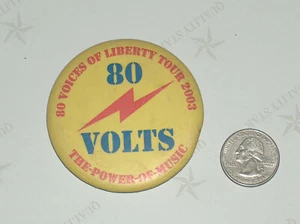 80 VOICES OF LIBERTY TOUR 2003
80
VOLTS
THE-POWER-OF-MUSIC